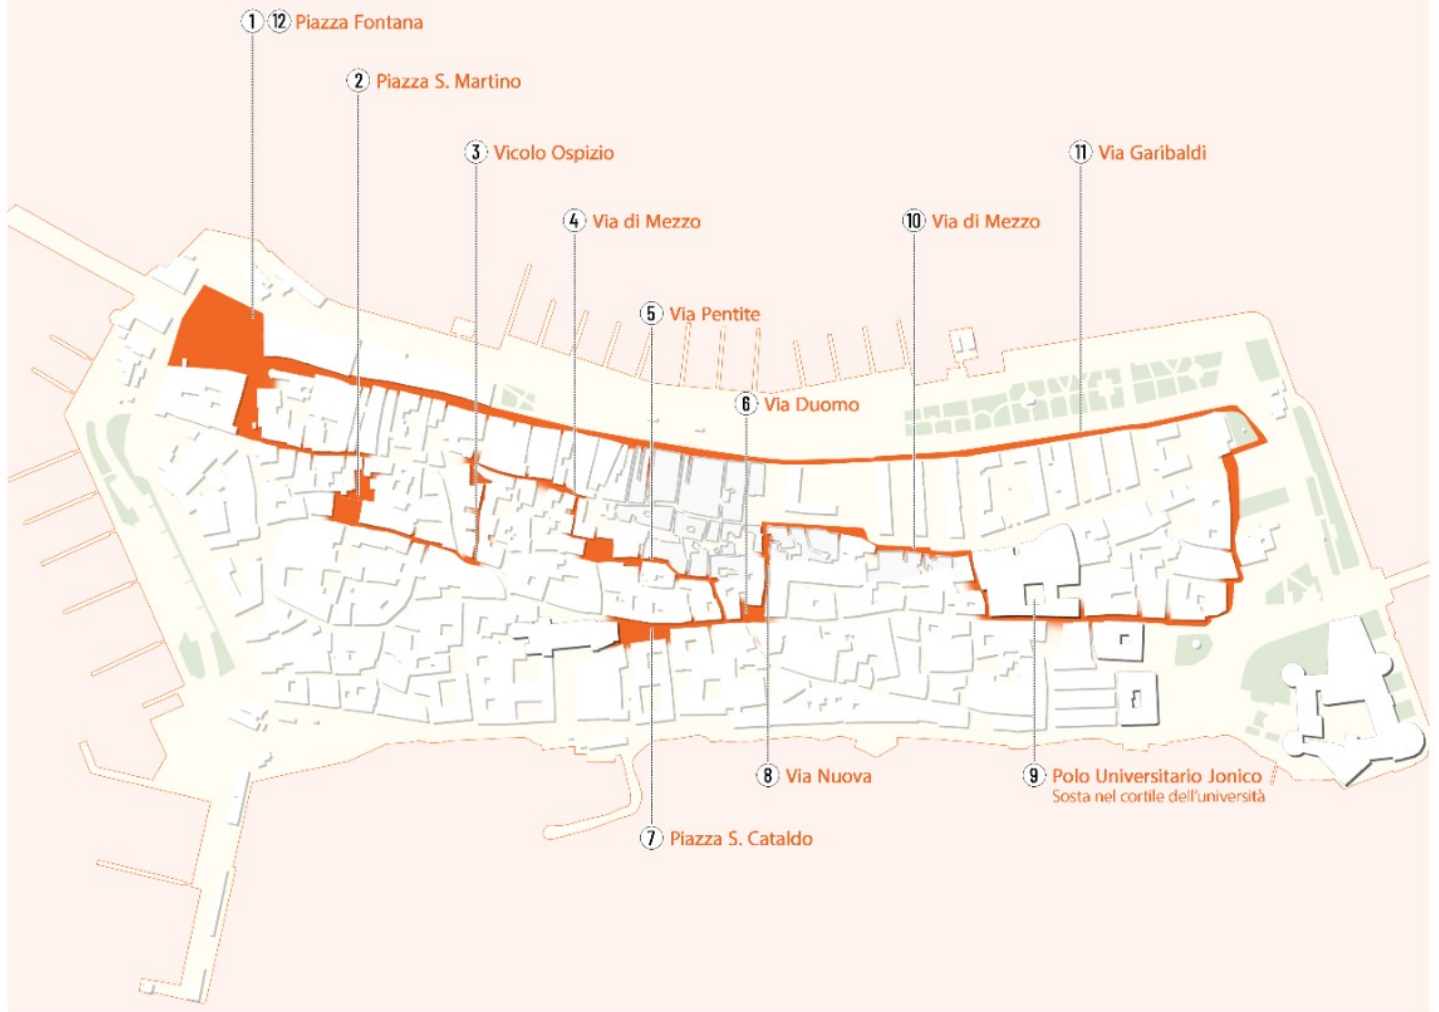 1 12 Piazza Fontana
2 Piazza S. Martino
3 Vicolo Ospizio
11 Via Garibaldi
4 Via di Mezzo
10 Via di Mezzo
5 Via Pentite
6 Via Duomo
8 Via Nuova
9 Polo Universitario Jonico
Sosta nel cortile dell'università
7 Piazza S. Cataldo